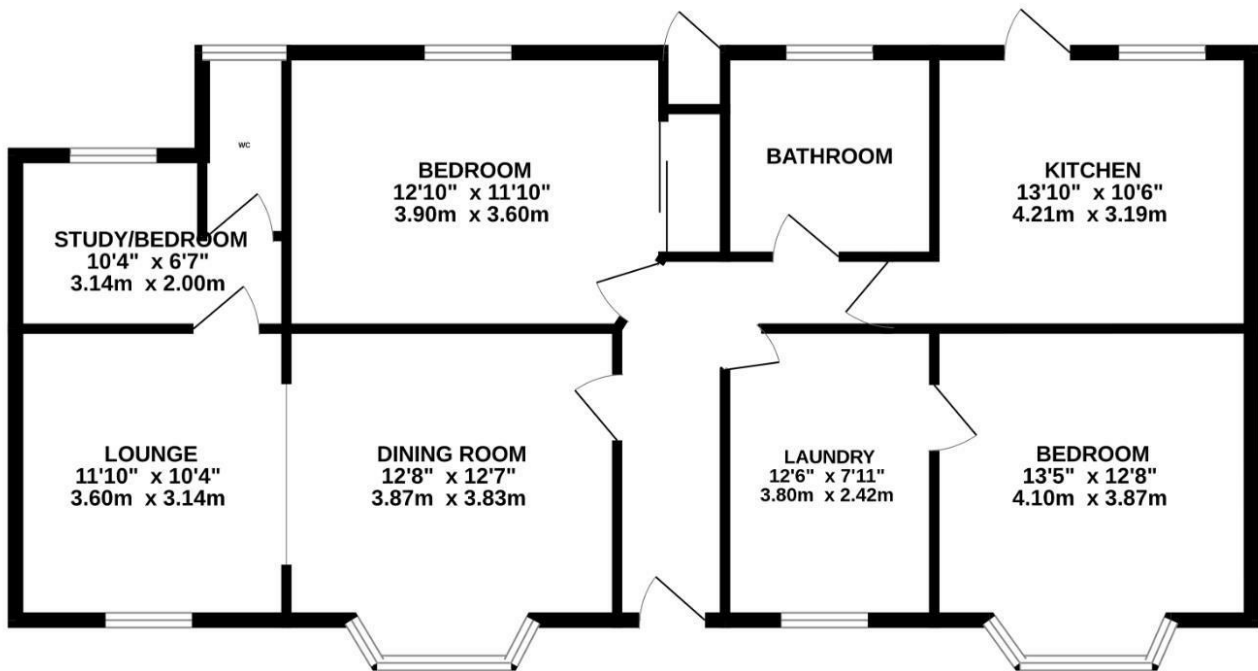 WC
BEDROOM
12'10" x 11'10"
3.90m x 3.60m
BATHROOM
KITCHEN
13'10" x 10'6"
4.21m x 3.19m
STUDY/BEDROOM
10'4" x 6'7"
3.14m x 2.00m
LOUNGE
11'10" x 10'4"
3.60m x 3.14m
DINING ROOM
12'8" x 12'7"
3.87m x 3.83m
LAUNDRY
12'6" x 7'11"
3.80m x 2.42m
BEDROOM
13'5" x 12'8"
4.10m x 3.87m